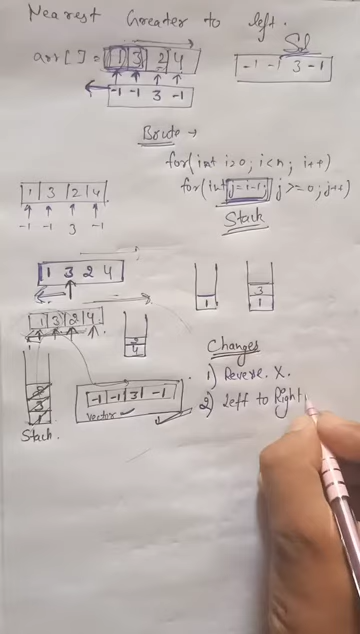 Nearest Greater to left.
Sol
arr[] = 1 3 2 4
-1 -1 3 -1
-1 -1 3 -1
Brute →
for(int i=0; i<n; i++)
for(int j=i-1; j>=0; j++)
1 3 2 4
-1 -1 3 -1
Stack
1 3 2 4
1
3
1
1 3 2 4
2
4
Changes
1) Reverse. X.
-1 -1 3 -1
vector
2) Left to Right
3
1
Stack.